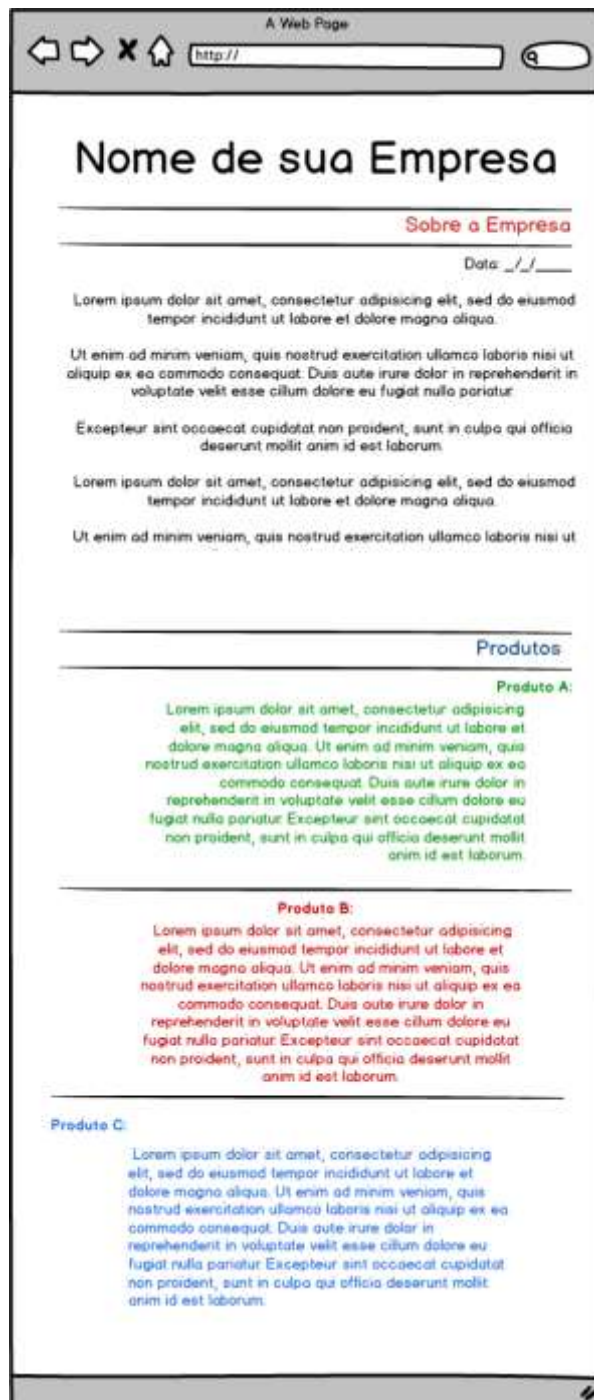 A Web Page
http://
Nome de sua Empresa
Sobre a Empresa
Data: _/_/____
Lorem ipsum dolor sit amet, consectetur adipisicing elit, sed do eiusmod
tempor incididunt ut labore et dolore magna aliqua.
Ut enim ad minim veniam, quis nostrud exercitation ullamco laboris nisi ut
aliquip ex ea commodo consequat. Duis aute irure dolor in reprehenderit in
voluptate velit esse cillum dolore eu fugiat nulla pariatur
Excepteur sint occaecat cupidatat non proident, sunt in culpa qui officia
deserunt mollit anim id est laborum
Lorem ipsum dolor sit amet, consectetur adipisicing elit, sed do eiusmod
tempor incididunt ut labore et dolore magna aliqua.
Ut enim ad minim veniam, quis nostrud exercitation ullamco laboris nisi ut
Produtos
Produto A:
Lorem ipsum dolor sit amet, consectetur adipisicing
elit, sed do eiusmod tempor incididunt ut labore et
dolore magna aliqua. Ut enim ad minim veniam, quis
nostrud exercitation ullamco laboris nisi ut aliquip ex ea
commodo consequat. Duis aute irure dolor in
reprehenderit in voluptate velit esse cillum dolore eu
fugiat nulla pariatur. Excepteur sint occaecat cupidatat
non proident, sunt in culpa qui officia deserunt mollit
anim id est laborum.
Produto B:
Lorem ipsum dolor sit amet, consectetur adipisicing
elit, sed do eiusmod tempor incididunt ut labore et
dolore magna aliqua. Ut enim ad minim veniam, quis
nostrud exercitation ullamco laboris nisi ut aliquip ex ea
commodo consequat. Duis aute irure dolor in
reprehenderit in voluptate velit esse cillum dolore eu
fugiat nulla pariatur. Excepteur sint occaecat cupidatat
non proident, sunt in culpa qui officia deserunt mollit
anim id est laborum.
Produto C:
Lorem ipsum dolor sit amet, consectetur adipisicing
elit, sed do eiusmod tempor incididunt ut labore et
dolore magna aliqua. Ut enim ad minim veniam, quis
nostrud exercitation ullamco laboris nisi ut aliquip ex ea
commodo consequat. Duis aute irure dolor in
reprehenderit in voluptate velit esse cillum dolore eu
fugiat nulla pariatur. Excepteur sint occaecat cupidatat
non proident, sunt in culpa qui officia deserunt mollit
anim id est laborum.